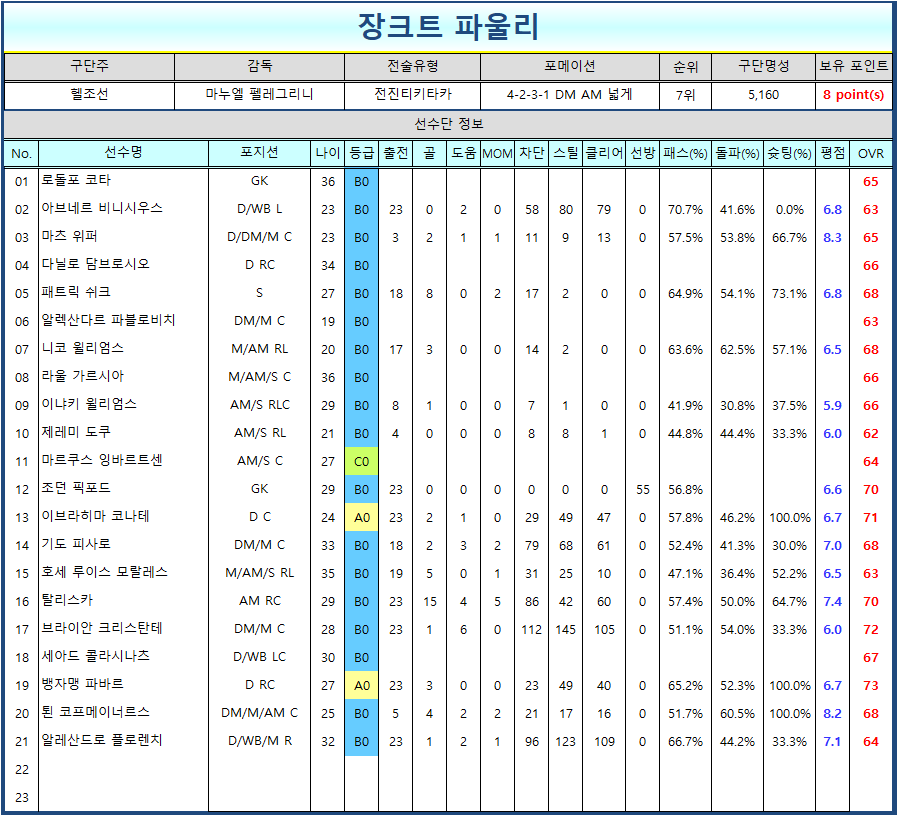 장크트 파울리
구단주 감독 전술유형 포메이션 순위 구단명성 보유 포인트
헬조선 마누엘 펠레그리니 전진티키타카 4-2-3-1 DM AM 넓게 7위 5,160 8 point(s)
선수단 정보
No. 선수명 포지션 나이 등급 출전 골 도움 MOM 차단 스틸 클리어 선방 패스(%) 돌파(%) 슛팅(%) 평점 OVR
01 로돌포 코타 GK 36 B0 65
02 아브네르 비니시우스 D/WB L 23 B0 23 0 2 0 58 80 79 0 70.7% 41.6% 0.0% 6.8 63
03 마츠 위퍼 D/DM/M C 23 B0 3 2 1 1 11 9 13 0 57.5% 53.8% 66.7% 8.3 65
04 다닐로 담브로시오 D RC 34 B0 66
05 패트릭 쉬크 S 27 B0 18 8 0 2 17 2 0 0 64.9% 54.1% 73.1% 6.8 68
06 알렉산다르 파블로비치 DM/M C 19 B0 63
07 니코 윌리엄스 M/AM RL 20 B0 17 3 0 0 14 2 0 0 63.6% 62.5% 57.1% 6.5 68
08 라울 가르시아 M/AM/S C 36 B0 66
09 이냐키 윌리엄스 AM/S RLC 29 B0 8 1 0 0 7 1 0 0 41.9% 30.8% 37.5% 5.9 66
10 제레미 도쿠 AM/S RL 21 B0 4 0 0 0 8 8 1 0 44.8% 44.4% 33.3% 6.0 62
11 마르쿠스 잉바르트센 AM/S C 27 C0 64
12 조던 픽포드 GK 29 B0 23 0 0 0 0 0 0 55 56.8% 6.6 70
13 이브라히마 코나테 D C 24 A0 23 2 1 0 29 49 47 0 57.8% 46.2% 100.0% 6.7 71
14 기도 피사로 DM/M C 33 B0 18 2 3 2 79 68 61 0 52.4% 41.3% 30.0% 7.0 68
15 호세 루이스 모랄레스 M/AM/S RL 35 B0 19 5 0 1 31 25 10 0 47.1% 36.4% 52.2% 6.5 63
16 탈리스카 AM RC 29 B0 23 15 4 5 86 42 60 0 57.4% 50.0% 64.7% 7.4 70
17 브라이안 크리스탄테 DM/M C 28 B0 23 1 6 0 112 145 105 0 51.1% 54.0% 33.3% 6.0 72
18 세아드 콜라시나츠 D/WB LC 30 B0 67
19 뱅자맹 파바르 D RC 27 A0 23 3 0 0 23 49 40 0 65.2% 52.3% 100.0% 6.7 73
20 퇸 코프메이너르스 DM/M/AM C 25 B0 5 4 2 2 21 17 16 0 51.7% 60.5% 100.0% 8.2 68
21 알레산드로 플로렌치 D/WB/M R 32 B0 23 1 2 1 96 123 109 0 66.7% 44.2% 33.3% 7.1 64
22
23